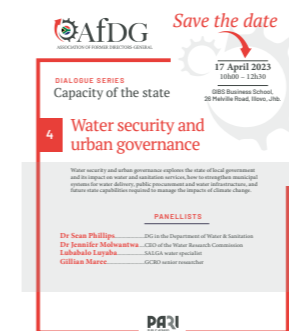 AfDG
ASSOCIATION OF FORMER DIRECTORS-GENERAL
Save the date
17 April 2023
10h00 – 12h30
GIBS Business School,
26 Melville Road, Illovo, Jhb.
DIALOGUE SERIES
Capacity of the state
4
Water security and
urban governance
Water security and urban governance explores the state of local government
and its impact on water and sanitation services, how to strengthen municipal
systems for water delivery, public procurement and water infrastructure, and
future state capabilities required to manage the impacts of climate change.
PANELLISTS
Dr Sean Phillips DG in the Department of Water & Sanitation
Dr Jennifer Molwantwa CEO of the Water Research Commission
Lubabalo Luyaba SALGA water specialist
Gillian Maree GCRO senior researcher
PARI